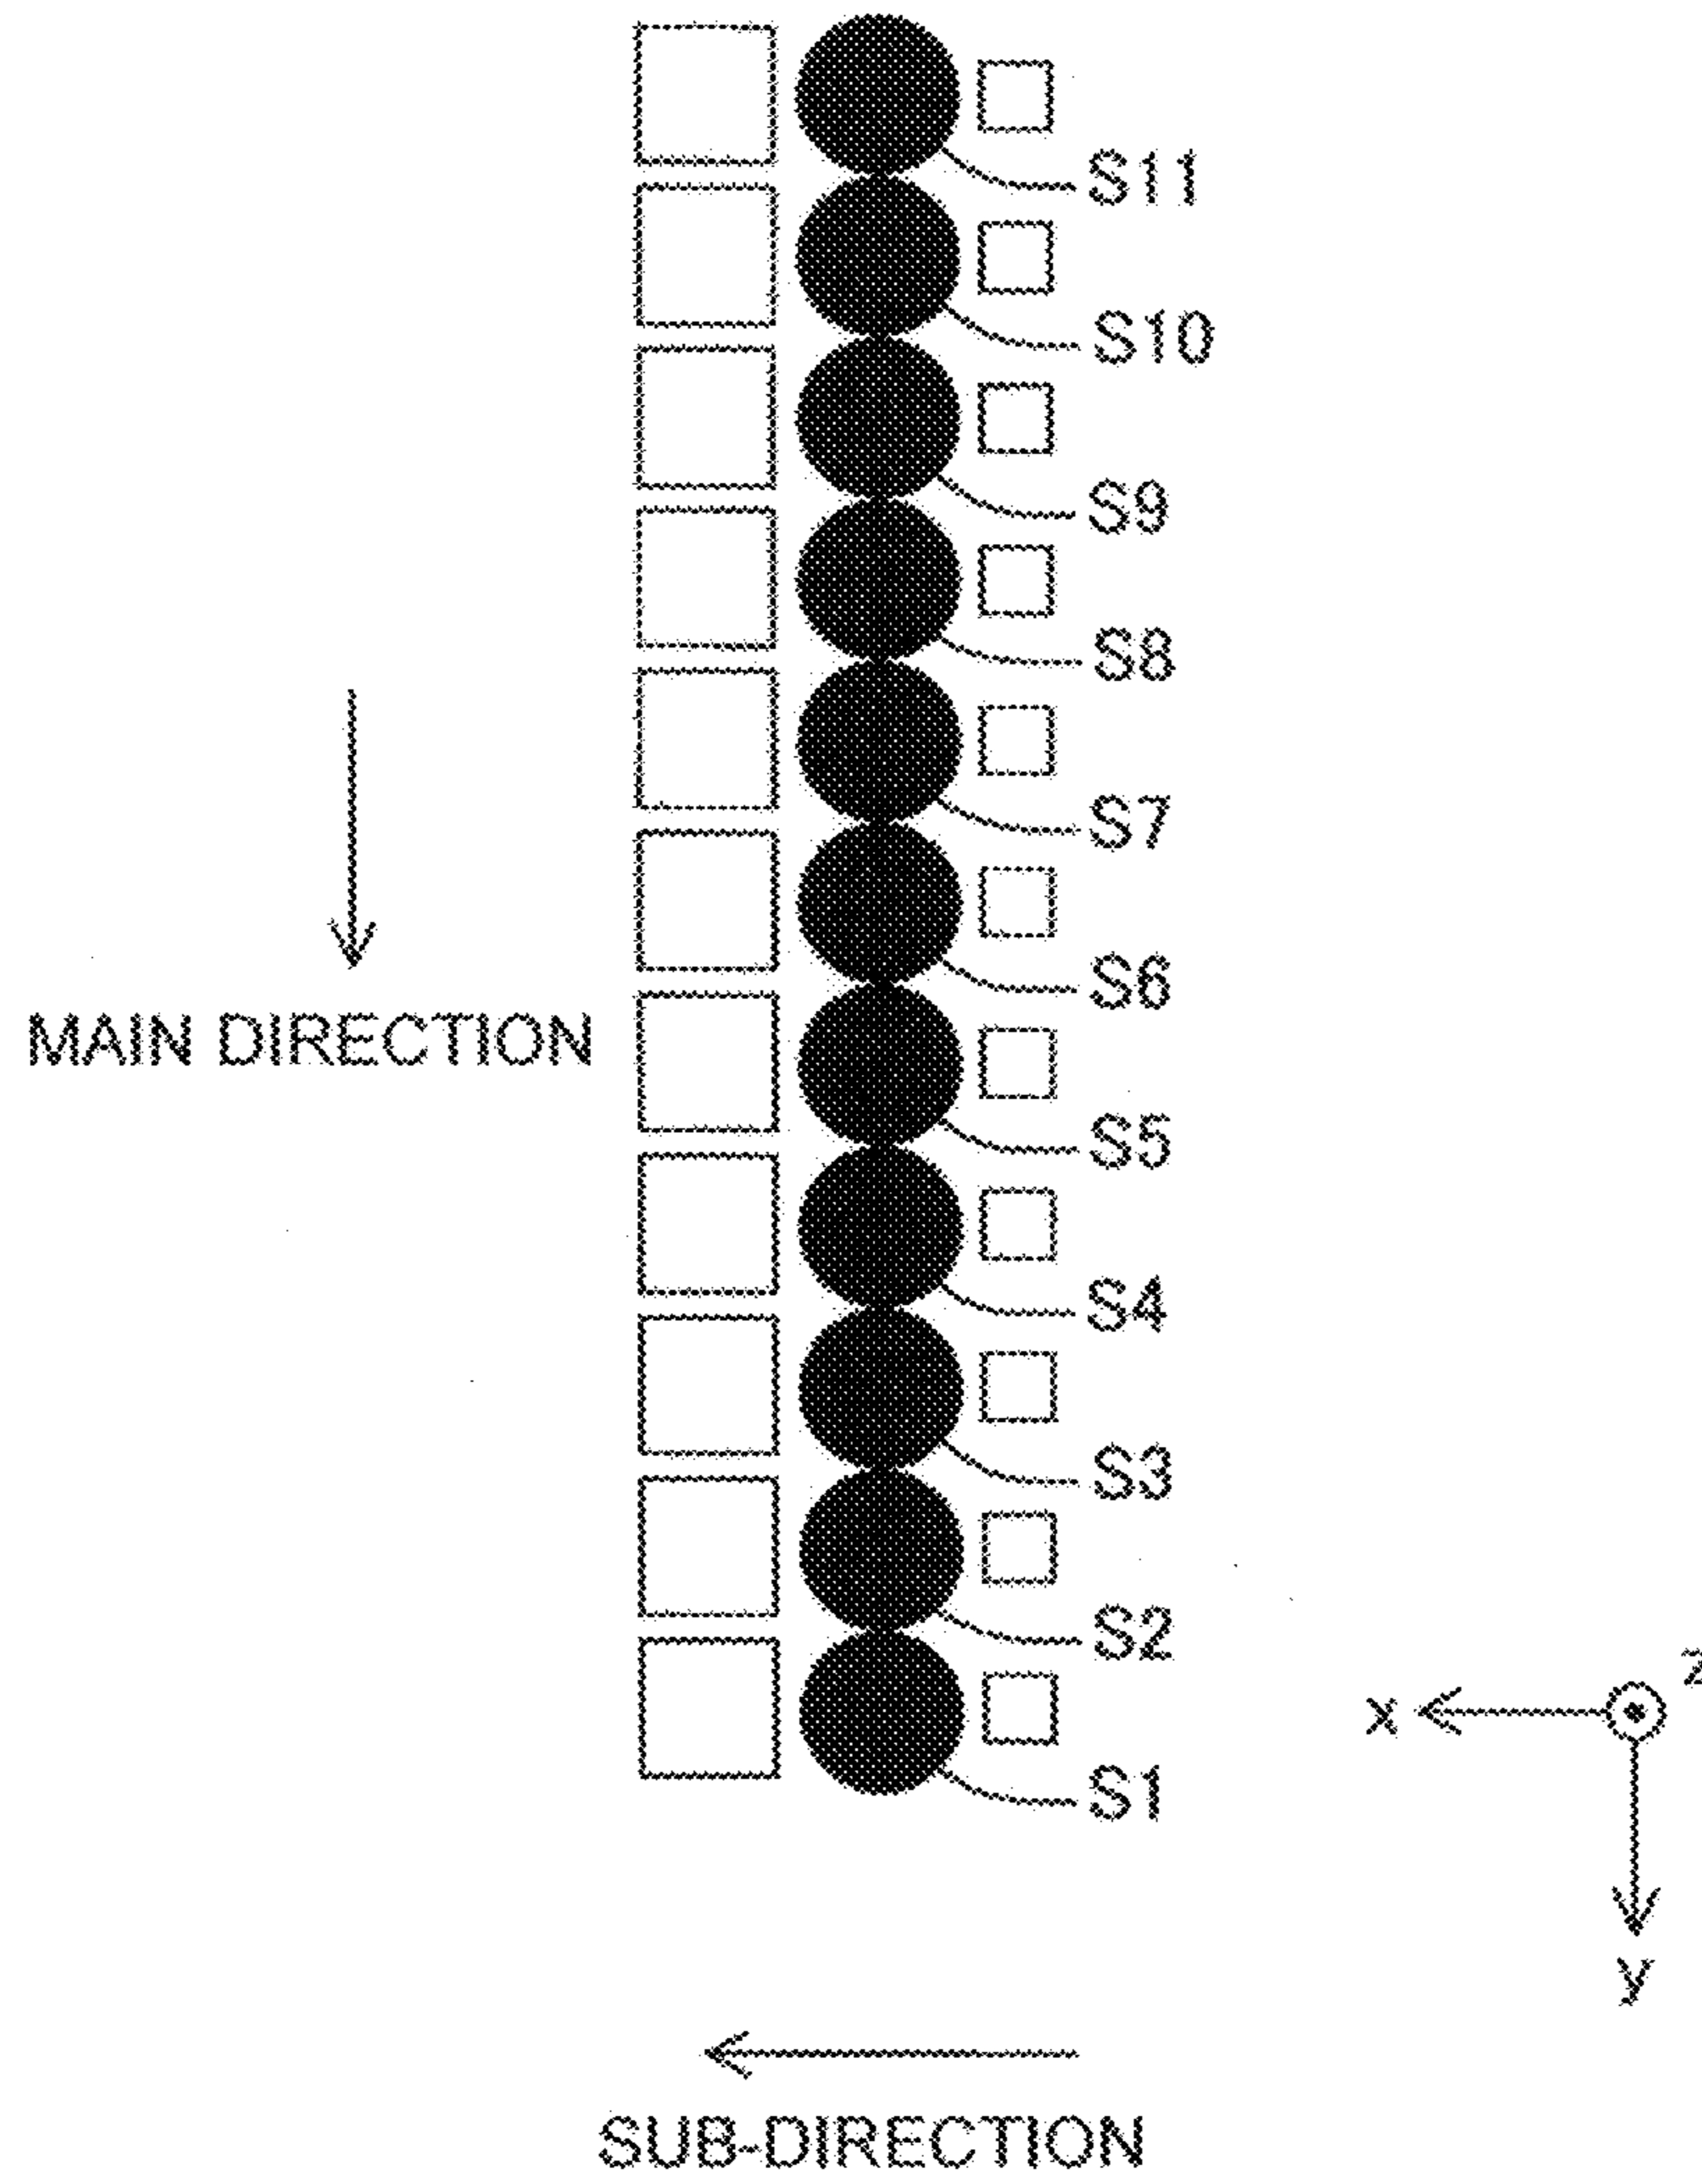 S11
S10
S9
S8
S7
S6
MAIN DIRECTION
S5
S4
S3
S2
z
x
S1
y
SUB-DIRECTION